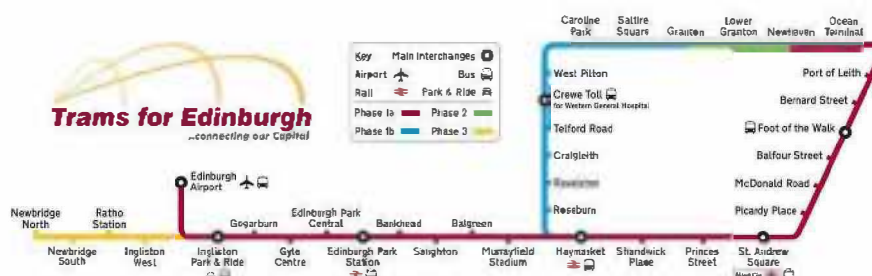 Trams for Edinburgh
...connecting our Capital
Key Main Interchanges
Airport Bus
Rail Park & Ride
Phase 1a Phase 2
Phase 1b Phase 3
Caroline
Park
Saltire
Square
Granton
Lower
Granton
Newhaven
Ocean
Terminal
West Pilton
Crewe Toll
for Western General Hospital
Telford Road
Craigleith
Roseburn
Port of Leith
Bernard Street
Foot of the Walk
Balfour Street
McDonald Road
Picardy Place
Edinburgh
Airport
Newbridge
North
Ratho
Station
Gogarburn
Edinburgh Park
Central
Bankhead
Balgreen
Newbridge
South
Ingliston
West
Ingliston
Park & Ride
Gyle
Centre
Edinburgh Park
Station
Saughton
Murrayfield
Stadium
Haymarket
Shandwick
Place
Princes
Street
St. Andrew
Square